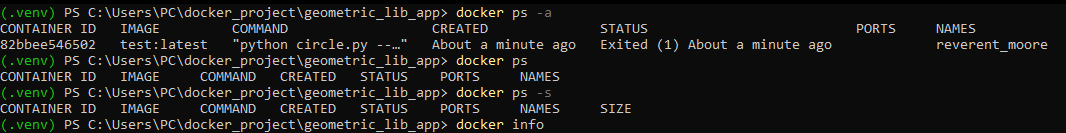 (.venv) PS C:\Users\PC\docker_project\geometric_lib_app> docker ps -a
CONTAINER ID   IMAGE         COMMAND                  CREATED              STATUS                          PORTS     NAMES
82bbee546502   test:latest   "python circle.py --…"   About a minute ago   Exited (1) About a minute ago             reverent_moore
(.venv) PS C:\Users\PC\docker_project\geometric_lib_app> docker ps
CONTAINER ID   IMAGE     COMMAND   CREATED   STATUS    PORTS     NAMES
(.venv) PS C:\Users\PC\docker_project\geometric_lib_app> docker ps -s
CONTAINER ID   IMAGE     COMMAND   CREATED   STATUS    PORTS     NAMES     SIZE
(.venv) PS C:\Users\PC\docker_project\geometric_lib_app> docker info